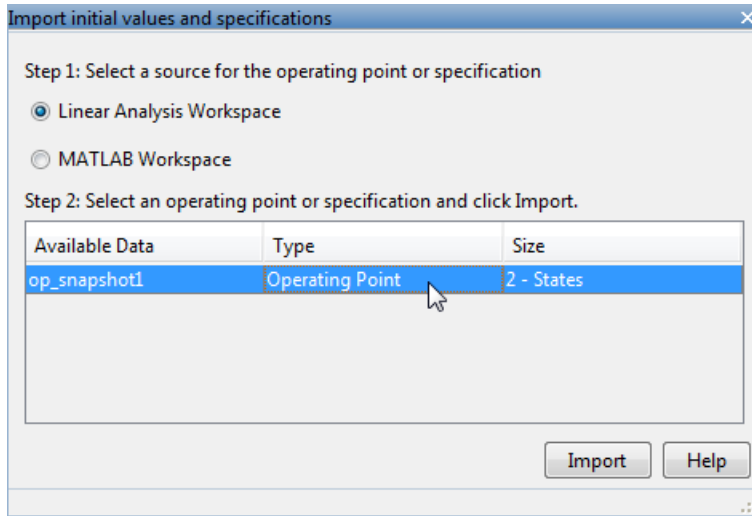 Import initial values and specifications
Step 1: Select a source for the operating point or specification
Linear Analysis Workspace
MATLAB Workspace
Step 2: Select an operating point or specification and click Import.
Available Data Type Size
op_snapshot1 Operating Point 2 - States
Import Help